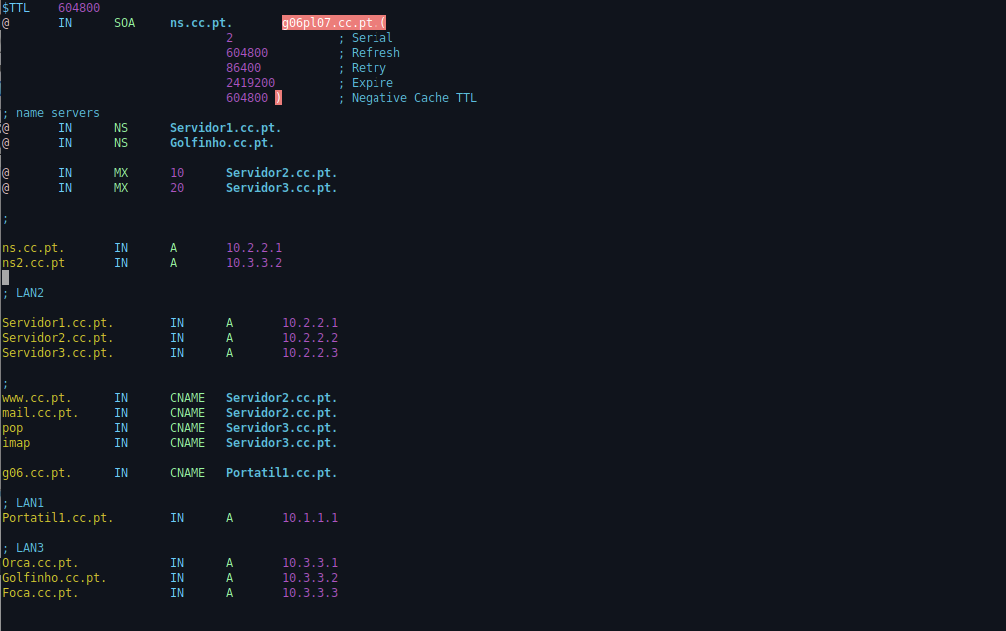 $TTL 604800
@ IN SOA ns.cc.pt. g06pl07.cc.pt.(
2 ; Serial
604800 ; Refresh
86400 ; Retry
2419200 ; Expire
604800 ) ; Negative Cache TTL
; name servers
@ IN NS Servidor1.cc.pt.
@ IN NS Golfinho.cc.pt.
@ IN MX 10 Servidor2.cc.pt.
@ IN MX 20 Servidor3.cc.pt.
;
ns.cc.pt. IN A 10.2.2.1
ns2.cc.pt IN A 10.3.3.2
; LAN2
Servidor1.cc.pt. IN A 10.2.2.1
Servidor2.cc.pt. IN A 10.2.2.2
Servidor3.cc.pt. IN A 10.2.2.3
;
www.cc.pt. IN CNAME Servidor2.cc.pt.
mail.cc.pt. IN CNAME Servidor2.cc.pt.
pop IN CNAME Servidor3.cc.pt.
imap IN CNAME Servidor3.cc.pt.
g06.cc.pt. IN CNAME Portatil1.cc.pt.
; LAN1
Portatil1.cc.pt. IN A 10.1.1.1
; LAN3
Orca.cc.pt. IN A 10.3.3.1
Golfinho.cc.pt. IN A 10.3.3.2
Foca.cc.pt. IN A 10.3.3.3